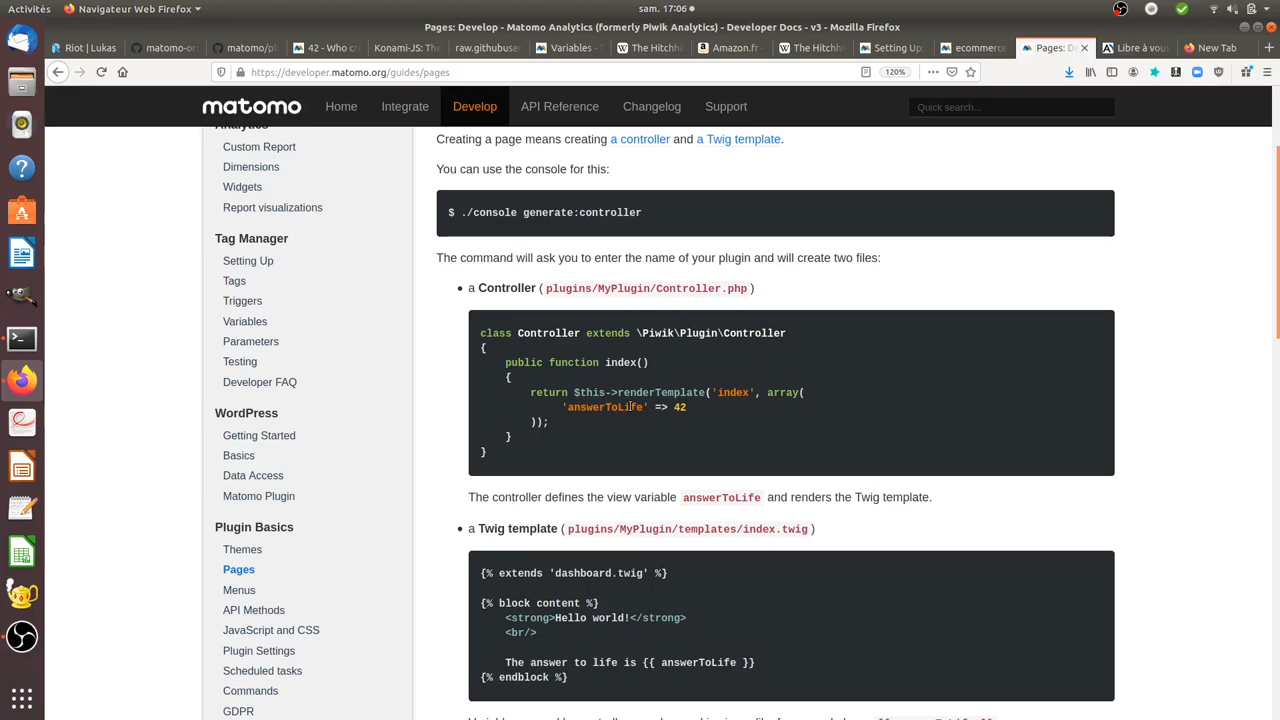 Activités
Firefox Web Browser
sam. 17:06
Pages: Developer Docs - Matomo Analytics (formerly Piwik Analytics) - Developer Docs - v3 - Mozilla Firefox
Riot | Lukas
matomo-or
matomo/pl
42 - Who cr
Konami-JS: The
raw.githubuser
Variables -
The Hitchhi
Amazon.fr -
The Hitchhi
Setting Up:
ecommerce
Pages: De
Libre à vous
New Tab
https://developer.matomo.org/guides/pages
120%
matomo
Home
Integrate
Develop
API Reference
Changelog
Support
Quick search...
Analytics
Custom Report
Dimensions
Widgets
Report visualizations
Tag Manager
Setting Up
Tags
Triggers
Variables
Parameters
Testing
Developer FAQ
WordPress
Getting Started
Basics
Data Access
Matomo Plugin
Plugin Basics
Themes
Pages
Menus
API Methods
JavaScript and CSS
Plugin Settings
Scheduled tasks
Commands
GDPR
Creating a page means creating a controller and a Twig template.
You can use the console for this:
$ ./console generate:controller
The command will ask you to enter the name of your plugin and will create two files:
a Controller ( plugins/MyPlugin/Controller.php )
class Controller extends \Piwik\Plugin\Controller
{
public function index()
{
return $this->renderTemplate('index', array(
'answerToLife' => 42
));
}
}
The controller defines the view variable answerToLife and renders the Twig template.
a Twig template ( plugins/MyPlugin/templates/index.twig )
{% extends 'dashboard.twig' %}
{% block content %}
<strong>Hello world!</strong>
<br/>
The answer to life is {{ answerToLife }}
{% endblock %}